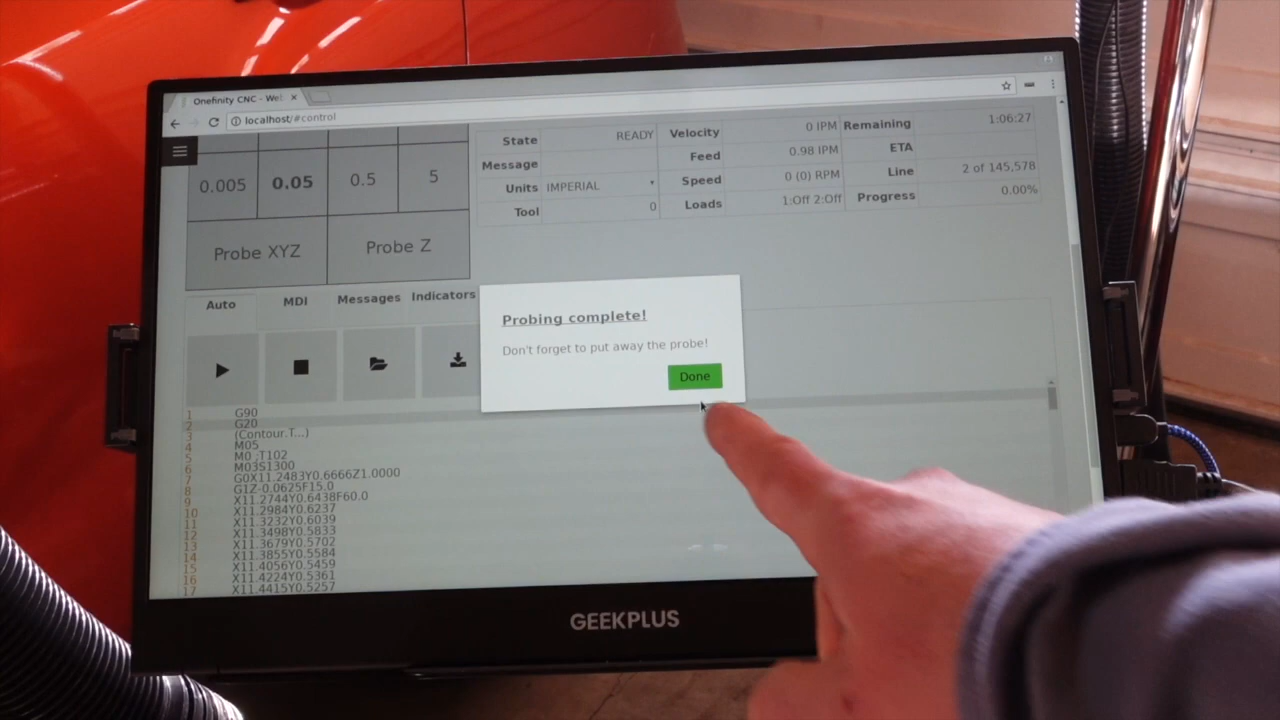 Onefinity CNC - Web
localhost/#control
0.005 0.05 0.5 5
Probe XYZ Probe Z
State READY Velocity 0 IPM Remaining 1:06:27
Message Feed 0.98 IPM ETA
Units IMPERIAL Speed 0 (0) RPM Line 2 of 145,578
Tool 0 Loads 1:Off 2:Off Progress 0.00%
Auto MDI Messages Indicators
Probing complete!
Don't forget to put away the probe!
Done
1 G90
2 G20
3 (Contour.T...)
4 M05
5 M0 ;T102
6 M03S1300
7 G0X11.2483Y0.6666Z1.0000
8 G1Z-0.0625F15.0
9 X11.2744Y0.6438F60.0
10 X11.2984Y0.6237
11 X11.3232Y0.6039
12 X11.3498Y0.5833
13 X11.3679Y0.5702
14 X11.3855Y0.5584
15 X11.4056Y0.5459
16 X11.4224Y0.5361
17 X11.4415Y0.5257
GEEKPLUS